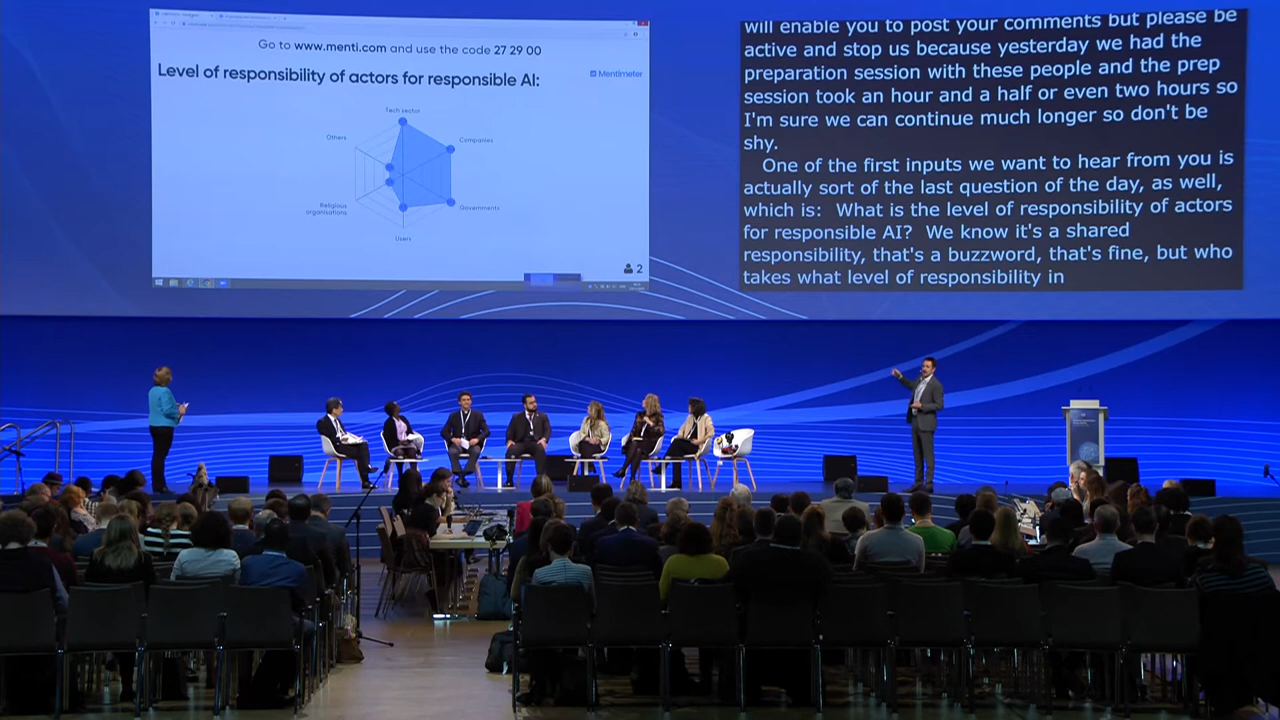 Go to www.menti.com and use the code 27 29 00
Level of responsibility of actors for responsible AI:
Mentimeter
Tech sector
Others
Companies
Religious
organisations
Governments
Users
2
will enable you to post your comments but please be
active and stop us because yesterday we had the
preparation session with these people and the prep
session took an hour and a half or even two hours so
I'm sure we can continue much longer so don't be
shy.
One of the first inputs we want to hear from you is
actually sort of the last question of the day, as well,
which is: What is the level of responsibility of actors
for responsible AI? We know it's a shared
responsibility, that's a buzzword, that's fine, but who
takes what level of responsibility in